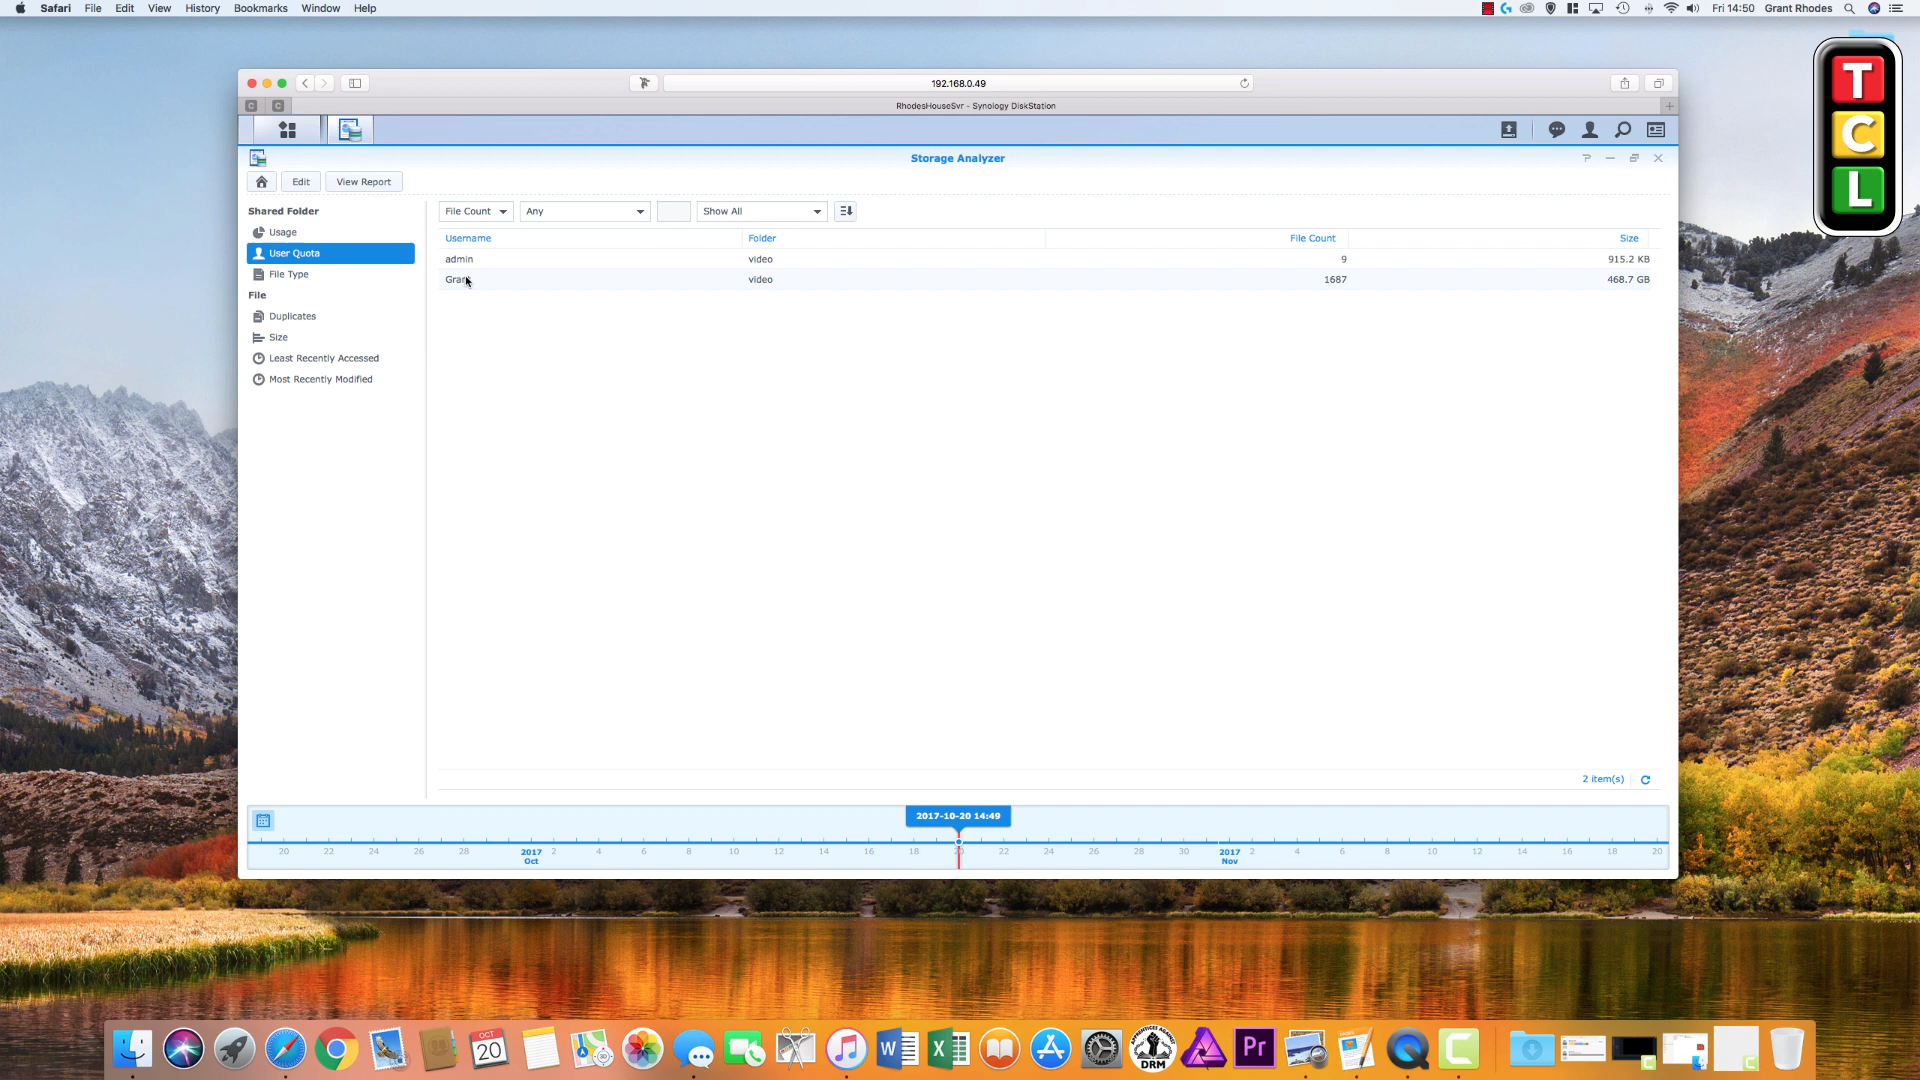 Safari File Edit View History Bookmarks Window Help
Fri 14:50 Grant Rhodes
T
C
L
192.168.0.49
RhodesHouseSvr - Synology DiskStation
Storage Analyzer
Edit View Report
Shared Folder
Usage
User Quota
File Type
File
Duplicates
Size
Least Recently Accessed
Most Recently Modified
File Count Any Show All
Username Folder File Count Size
admin video 9 915.2 KB
video 1687 468.7 GB
2 item(s)
2017-10-20 14:49
20 22 24 26 28 2017 Oct 2 4 6 8 10 12 14 16 18 20 22 24 26 28 30 2017 Nov 2 4 6 8 10 12 14 16 18 20
OCT
20
W
X
APPRENTICES AGAINST
DRM
Pr
C